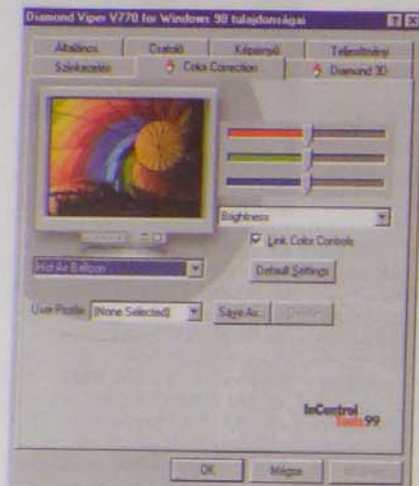 Diamond Viper V770 for Windows 98 tulajdonságai
Általános Csatoló Képernyő Teljesítmény
Színkezelés Color Correction Diamond 3D
Brightness
Link Color Controls
Hot Air Balloon
Default Settings
User Profile: [None Selected] Save As... Delete
InControl
Tools 99
OK Mégse